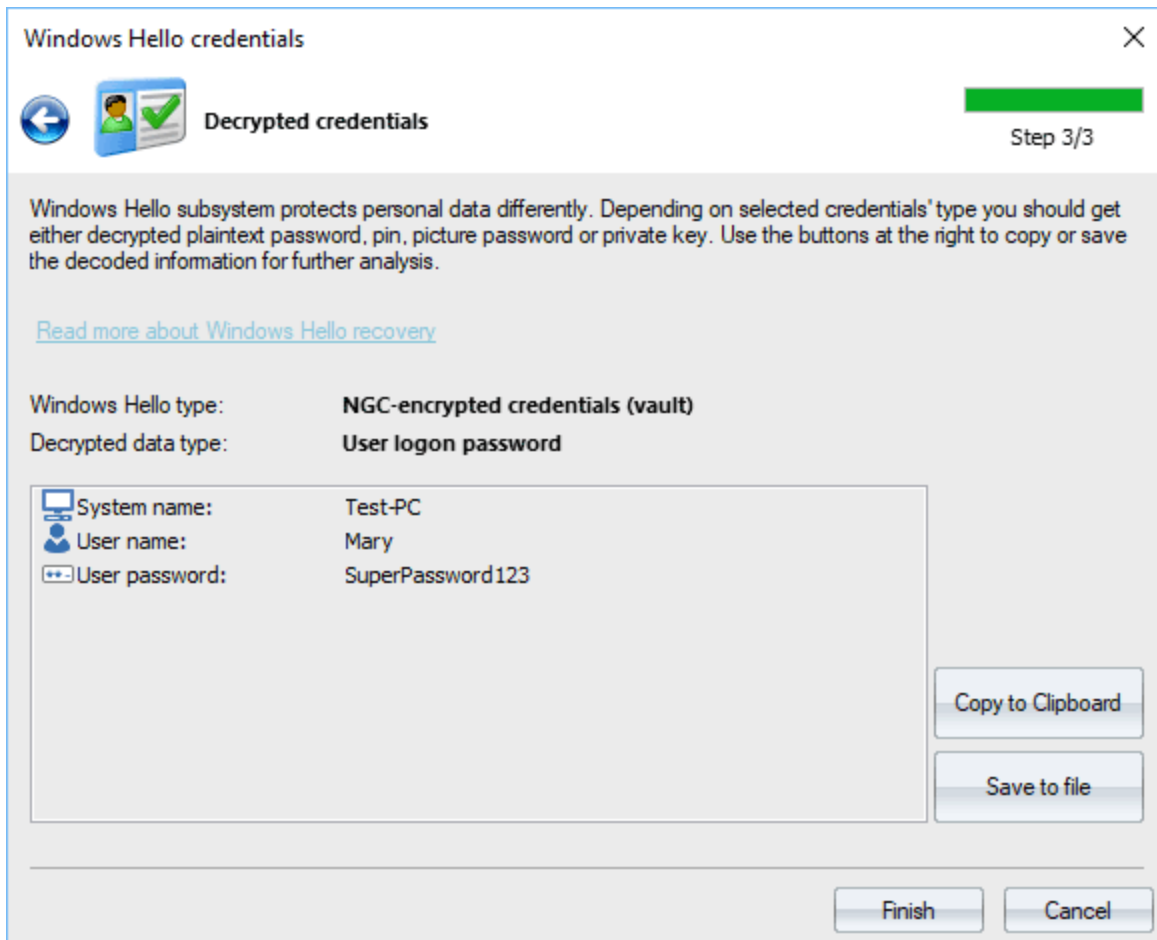 Windows Hello credentials
Decrypted credentials
Step 3/3
Windows Hello subsystem protects personal data differently. Depending on selected credentials' type you should get
either decrypted plaintext password, pin, picture password or private key. Use the buttons at the right to copy or save
the decoded information for further analysis.
Read more about Windows Hello recovery
Windows Hello type: NGC-encrypted credentials (vault)
Decrypted data type: User logon password
System name: Test-PC
User name: Mary
User password: SuperPassword123
Copy to Clipboard
Save to file
Finish Cancel